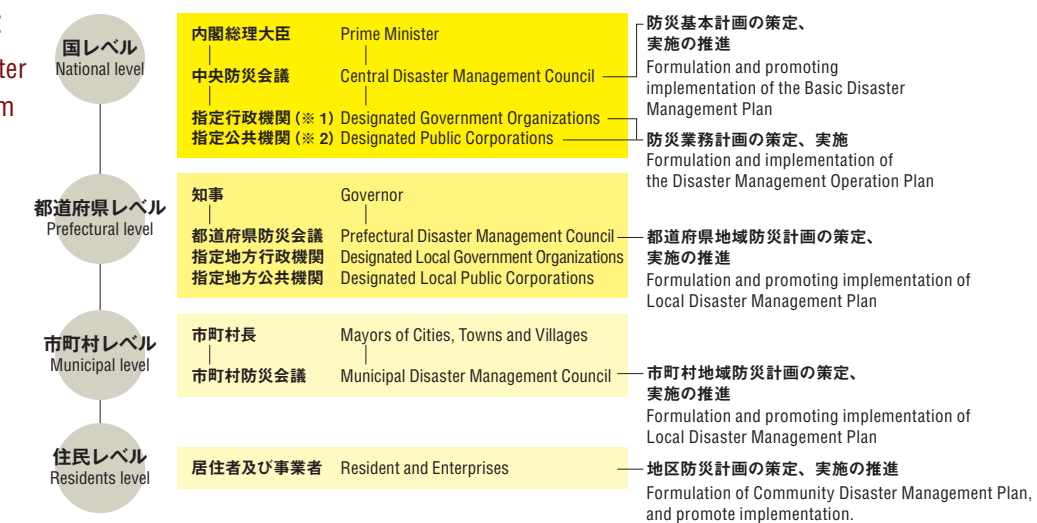 ter
m
国レベル
National level
内閣総理大臣 Prime Minister
中央防災会議 Central Disaster Management Council
指定行政機関 (※ 1) Designated Government Organizations
指定公共機関 (※ 2) Designated Public Corporations
防災基本計画の策定、
実施の推進
Formulation and promoting
implementation of the Basic Disaster
Management Plan
防災業務計画の策定、実施
Formulation and implementation of
the Disaster Management Operation Plan
都道府県レベル
Prefectural level
知事 Governor
都道府県防災会議 Prefectural Disaster Management Council
指定地方行政機関 Designated Local Government Organizations
指定地方公共機関 Designated Local Public Corporations
都道府県地域防災計画の策定、
実施の推進
Formulation and promoting implementation of
Local Disaster Management Plan
市町村レベル
Municipal level
市町村長 Mayors of Cities, Towns and Villages
市町村防災会議 Municipal Disaster Management Council
市町村地域防災計画の策定、
実施の推進
Formulation and promoting implementation of
Local Disaster Management Plan
住民レベル
Residents level
居住者及び事業者 Resident and Enterprises
地区防災計画の策定、実施の推進
Formulation of Community Disaster Management Plan,
and promote implementation.